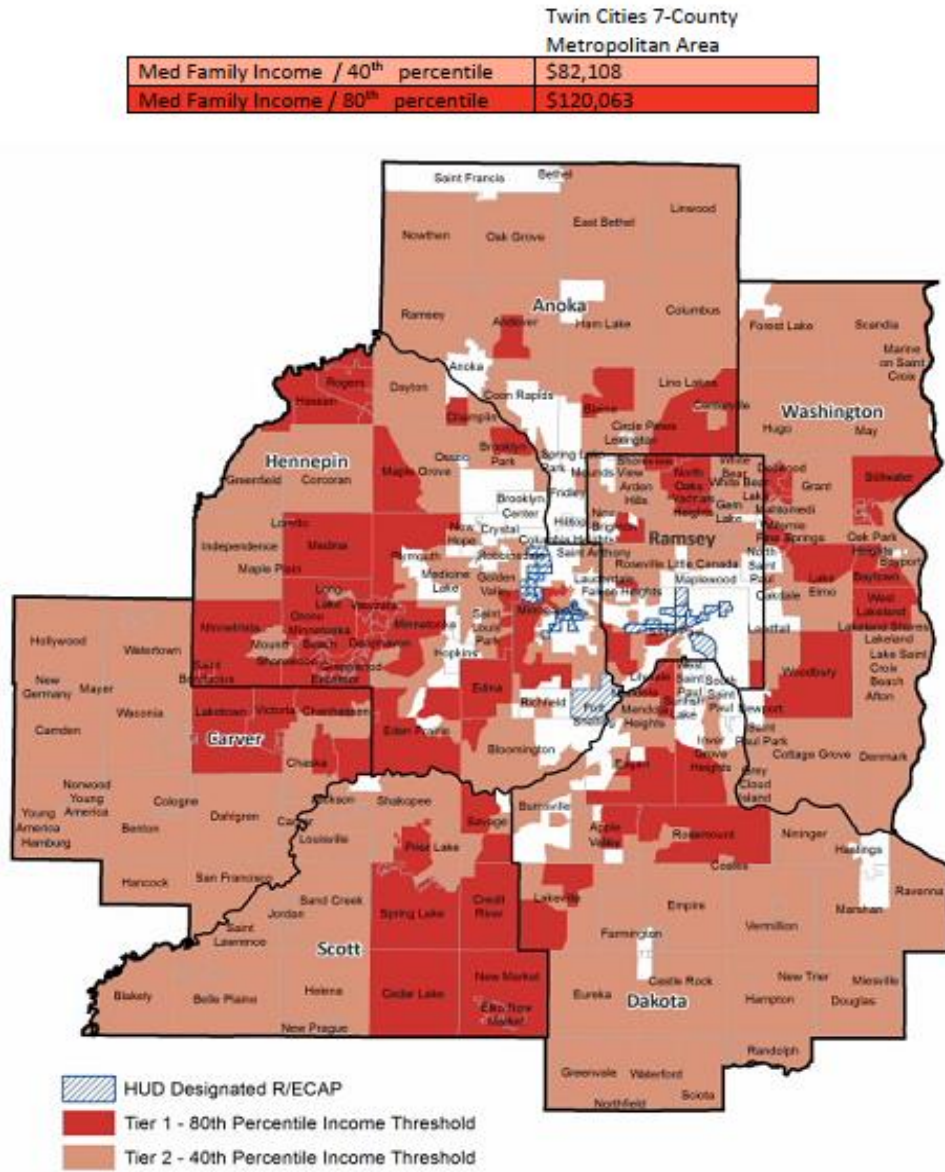 Twin Cities 7-County
Metropolitan Area
Med Family Income / 40th percentile $82,108
Med Family Income / 80th percentile $120,063
Saint Francis
Bethel
Linwood
East Bethel
Nowthen
Oak Grove
Anoka
Ramsey
Andover
Ham Lake
Columbus
Forest Lake
Scandia
Marine
on Saint
Croix
Anoka
Rogers
Hassan
Dayton
Coon Rapids
Lino Lakes
Centerville
Washington
Champlin
Blaine
Circle Pines
Lexington
Hugo
May
Hennepin
Osseo
Brooklyn
Park
Spring Lake
Park
Mounds
View
Shoreview
North
Oaks
White
Bear
Dellwood
Maple Grove
Greenfield
Corcoran
Fridley
Arden
Hills
Vadnais
Heights
White Bear
Lake
Gem
Lake
Mahtomedi
Grant
Stillwater
Brooklyn
Center
New
Hope
Crystal
Hilltop
Columbia Heights
New
Brighton
Ramsey
Pine Springs
Oak Park
Heights
Bayport
Loretto
Independence
Medina
Maple Plain
Plymouth
Robbinsdale
Saint Anthony
Roseville
Little Canada
North
Saint
Paul
Maplewood
Medicine
Lake
Golden
Valley
Lauderdale
Falcon Heights
Oakdale
Lake
Elmo
Baytown
West
Lakeland
Long
Lake
Orono
Wayzata
Minnetonka
Saint
Louis
Park
Landfall
Lakeland Shores
Lakeland
Lake Saint
Croix
Beach
Afton
Hollywood
Watertown
Minnetrista
Mound
Minnetonka
Beach
Deephaven
Shorewood
Greenwood
Excelsior
Hopkins
Saint
Bonifacius
Edina
Richfield
Fort
Snelling
Lilydale
Mendota
Heights
West
Saint
Paul
Sunfish
Lake
South
Saint
Paul
Newport
Woodbury
New
Germany
Mayer
Camden
Waconia
Laketown
Victoria
Chanhassen
Carver
Chaska
Eden Prairie
Bloomington
Eagan
Inver
Grove
Heights
Saint
Paul Park
Grey
Cloud
Island
Cottage Grove
Denmark
Norwood
Young
America
Young
America
Hamburg
Cologne
Benton
Dahlgren
Carver
Jackson
Louisville
Shakopee
Savage
Burnsville
Apple
Valley
Rosemount
Coates
Nininger
Hastings
Prior Lake
Hancock
San Francisco
Sand Creek
Jordan
Saint
Lawrence
Spring Lake
Credit
River
Lakeville
Farmington
Empire
Vermillion
Marshan
Ravenna
Scott
Blakely
Belle Plaine
Helena
New Prague
Cedar Lake
New Market
Elko New
Market
Eureka
Castle Rock
Dakota
Hampton
New Trier
Douglas
Miesville
Randolph
Greenvale
Waterford
Sciota
Northfield
HUD Designated R/ECAP
Tier 1 - 80th Percentile Income Threshold
Tier 2 - 40th Percentile Income Threshold